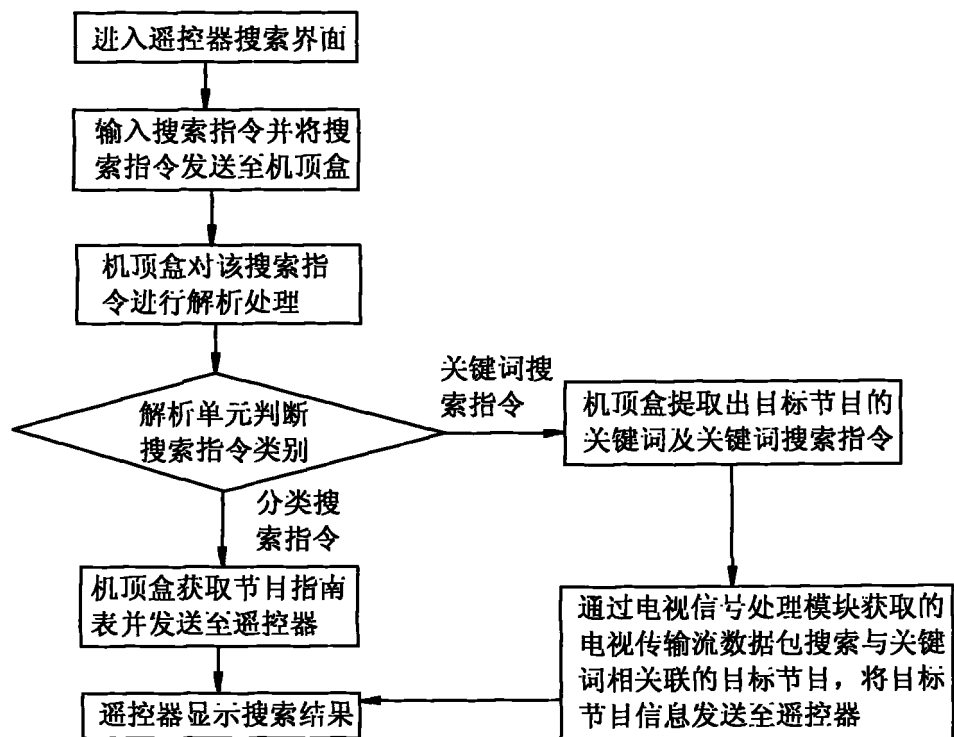 进入遥控器搜索界面
输入搜索指令并将搜
索指令发送至机顶盒
机顶盒对该搜索指
令进行解析处理
解析单元判断
搜索指令类别
关键词搜
索指令
机顶盒提取出目标节目的
关键词及关键词搜索指令
分类搜
索指令
机顶盒获取节目指南
表并发送至遥控器
通过电视信号处理模块获取的
电视传输流数据包搜索与关键
词相关联的目标节目，将目标
节目信息发送至遥控器
遥控器显示搜索结果